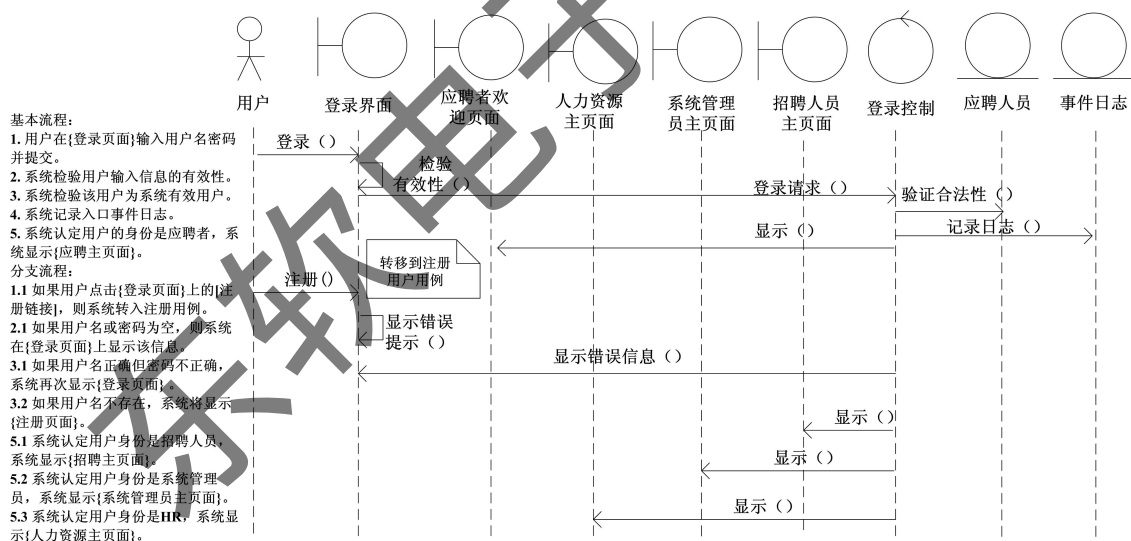 用户
登录界面
应聘者欢
迎页面
人力资源
主页面
系统管理
员主页面
招聘人员
主页面
登录控制
应聘人员
事件日志
基本流程：
1. 用户在{登录页面}输入用户名密码
并提交。
2. 系统检验用户输入信息的有效性。
3. 系统检验该用户为系统有效用户。
4. 系统记录入口事件日志。
5. 系统认定用户的身份是应聘者，系
统显示{应聘主页面}。
分支流程：
1.1 如果用户点击{登录页面}上的[注
册链接]，则系统转入注册用例。
2.1 如果用户名或密码为空，则系统
在{登录页面}上显示该信息。
3.1 如果用户名正确但密码不正确，
系统再次显示{登录页面}。
3.2 如果用户名不存在，系统将显示
{注册页面}。
5.1 系统认定用户身份是招聘人员，
系统显示{招聘主页面}。
5.2 系统认定用户身份是系统管理
员，系统显示{系统管理员主页面}。
5.3 系统认定用户身份是HR，系统显
示{人力资源主页面}。
登录（）
检验
有效性（）
登录请求（）
验证合法性（）
记录日志（）
显示（）
转移到注册
用户用例
注册()
显示错误
提示（）
显示错误信息（）
显示（）
显示（）
显示（）
东软电子